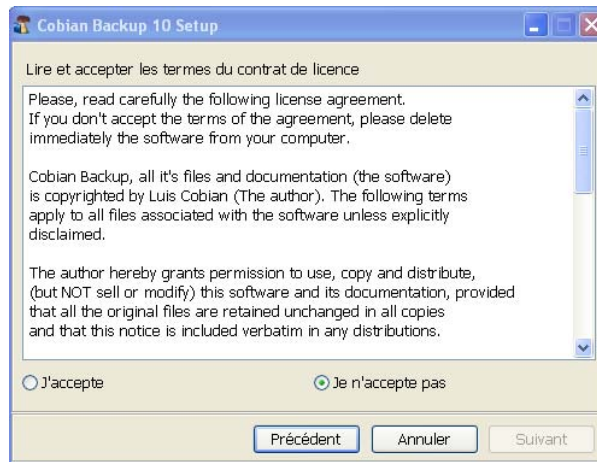 Cobian Backup 10 Setup
Lire et accepter les termes du contrat de licence
Please, read carefully the following license agreement.
If you don't accept the terms of the agreement, please delete
immediately the software from your computer.
Cobian Backup, all it's files and documentation (the software)
is copyrighted by Luis Cobian (The author). The following terms
apply to all files associated with the software unless explicitly
disclaimed.
The author hereby grants permission to use, copy and distribute,
(but NOT sell or modify) this software and its documentation, provided
that all the original files are retained unchanged in all copies
and that this notice is included verbatim in any distributions.
J'accepte
Je n'accepte pas
Précédent
Annuler
Suivant